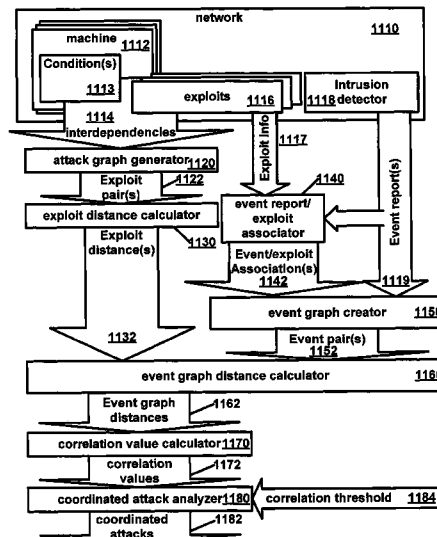 network
1110
machine
1112
Condition(s)
1113
1114
exploits 1116
1118
Intrusion
detector
interdependencies
Exploit info
1117
attack graph generator 1120
Exploit
pair(s)
1122
1140
event report/
exploit
associator
Event report(s)
exploit distance calculator
1130
Exploit
distance(s)
Event/exploit
Association(s)
1142
1119
event graph creator
Event pair(s)
1152
1132
event graph distance calculator
Event graph
distances
1162
correlation value calculator 1170
correlation
values
1172
coordinated attack analyzer 1180
correlation threshold 1184
coordinated
attacks
1182